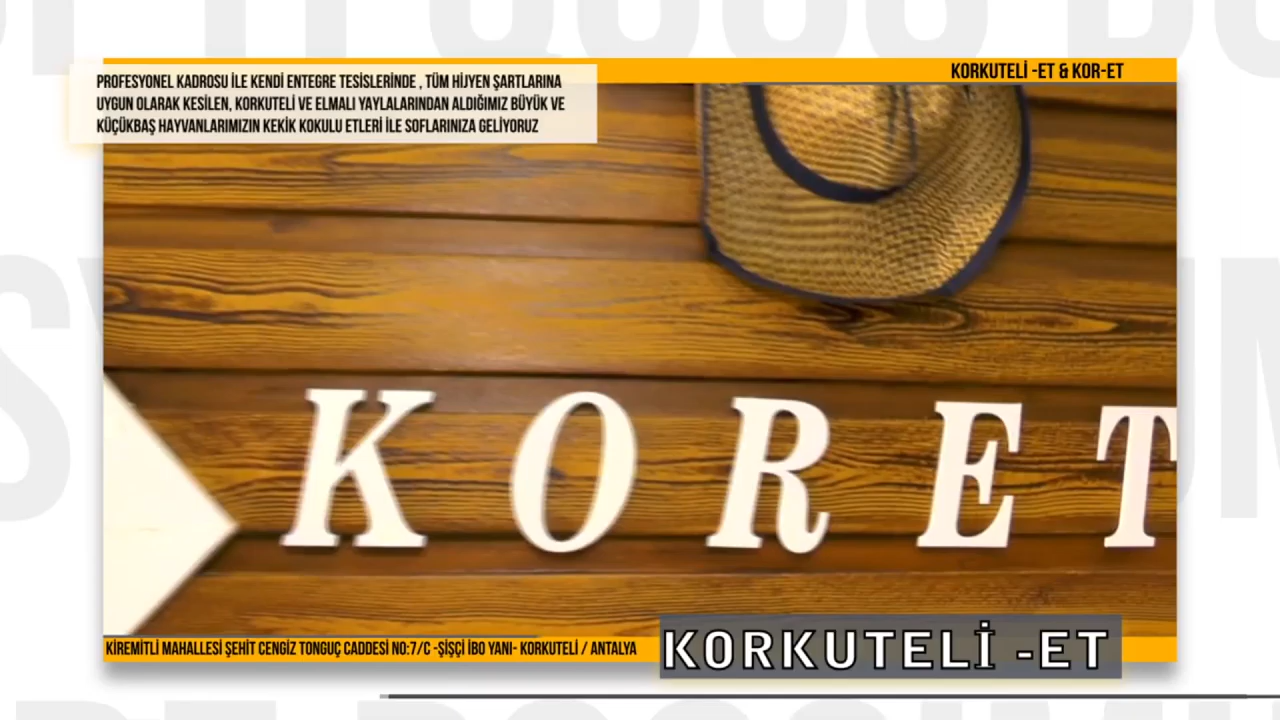 PROFESYONEL KADROSU İLE KENDİ ENTEGRE TESİSLERİNDE , TÜM HİJYEN ŞARTLARINA
UYGUN OLARAK KESİLEN, KORKUTELİ VE ELMALI YAYLALARINDAN ALDIĞIMIZ BÜYÜK VE
KÜÇÜKBAŞ HAYVANLARIMIZIN KEKİK KOKULU ETLERİ İLE SOFLARINIZA GELİYORUZ
KORKUTELİ -ET & KOR-ET
KORET
KİREMİTLİ MAHALLESİ ŞEHİT CENGİZ TONGUÇ CADDESİ NO:7/C -ŞİŞÇİ İBO YANI- KORKUTELİ / ANTALYA
KORKUTELİ -ET